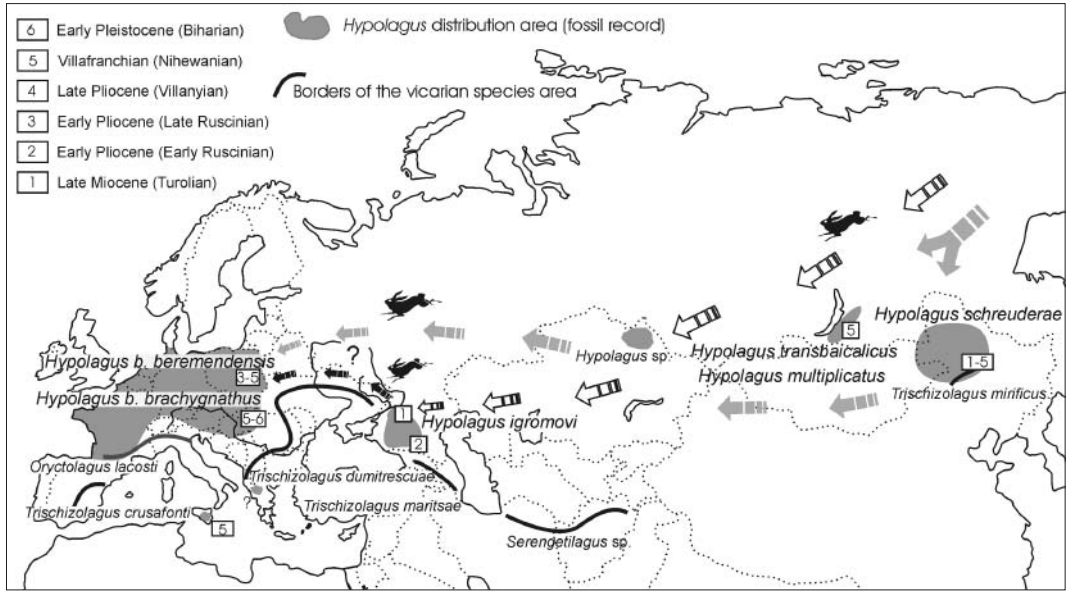 6 Early Pleistocene (Biharian)
5 Villafranchian (Nihewanian)
4 Late Pliocene (Villanyian)
3 Early Pliocene (Late Ruscinian)
2 Early Pliocene (Early Ruscinian)
1 Late Miocene (Turolian)
Hypolagus distribution area (fossil record)
Borders of the vicarian species area
Hypolagus schreuderae
1-5
Trischizolagus mirificus
5
Hypolagus transbaicalicus
Hypolagus multiplicatus
Hypolagus sp.
?
Hypolagus b. beremendensis
3-5
Hypolagus b. brachygnathus
5-6
1
Hypolagus igromovi
2
Oryctolagus lacosti
Trischizolagus dumitrescuae
Trischizolagus crusafonti
Trischizolagus maritsae
5
Serengetilagus sp.